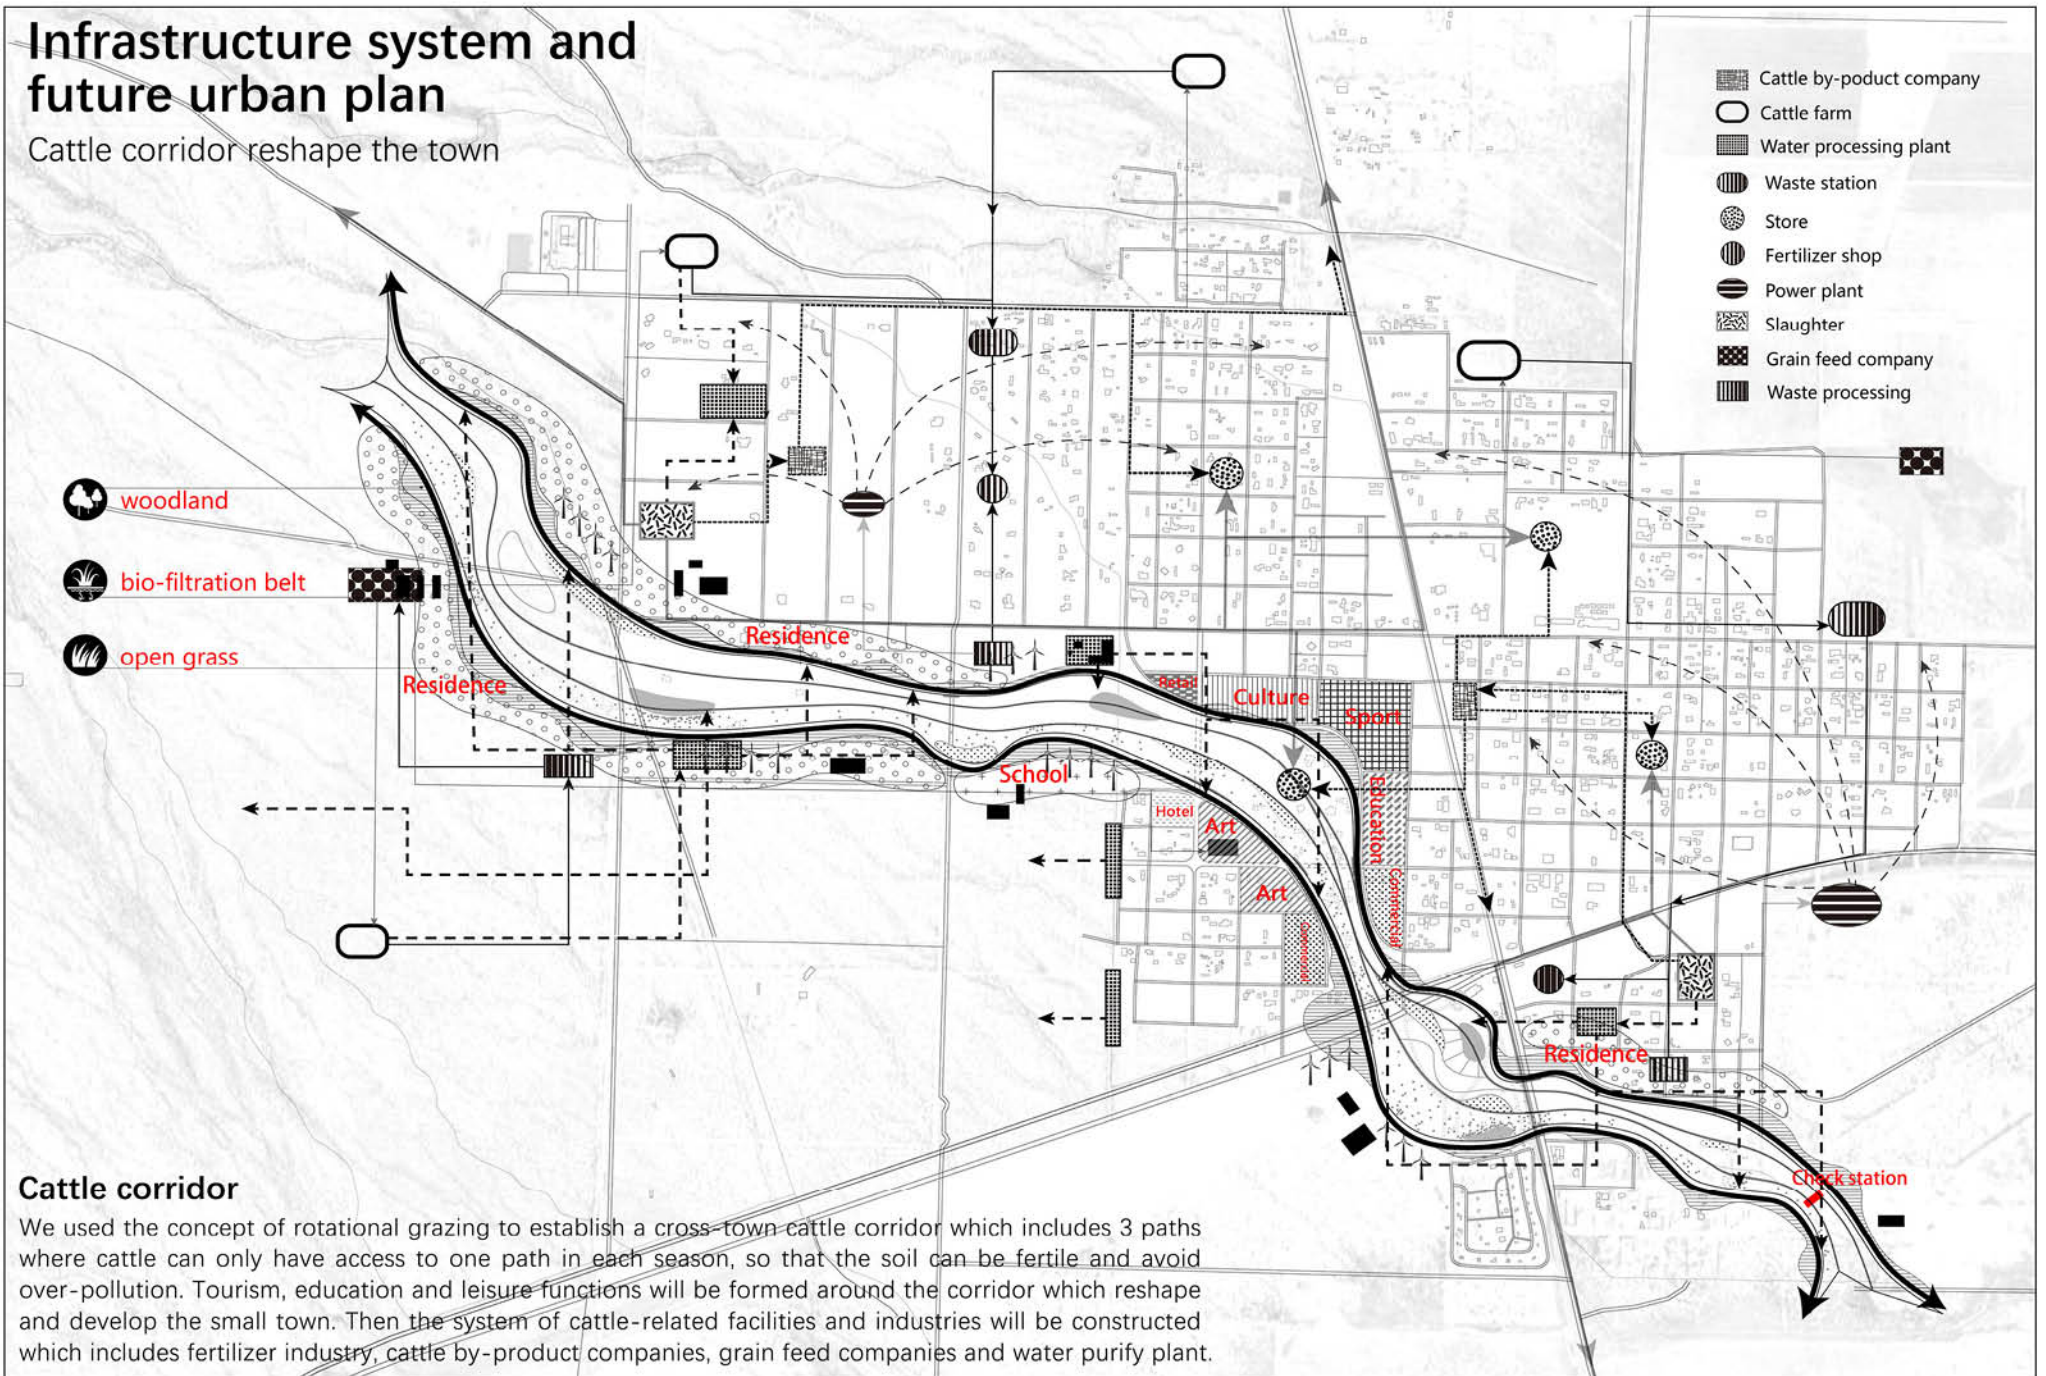 Infrastructure system and
future urban plan
Cattle corridor reshape the town
Cattle by-poduct company
Cattle farm
Water processing plant
Waste station
Store
Fertilizer shop
Power plant
Slaughter
Grain feed company
Waste processing
woodland
bio-filtration belt
open grass
Residence
Residence
Retail
Culture
Sport
School
Education
Hotel
Art
Art
Commercial
Commercial
Residence
Check station
Cattle corridor
We used the concept of rotational grazing to establish a cross-town cattle corridor which includes 3 paths
where cattle can only have access to one path in each season, so that the soil can be fertile and avoid
over-pollution. Tourism, education and leisure functions will be formed around the corridor which reshape
and develop the small town. Then the system of cattle-related facilities and industries will be constructed
which includes fertilizer industry, cattle by-product companies, grain feed companies and water purify plant.